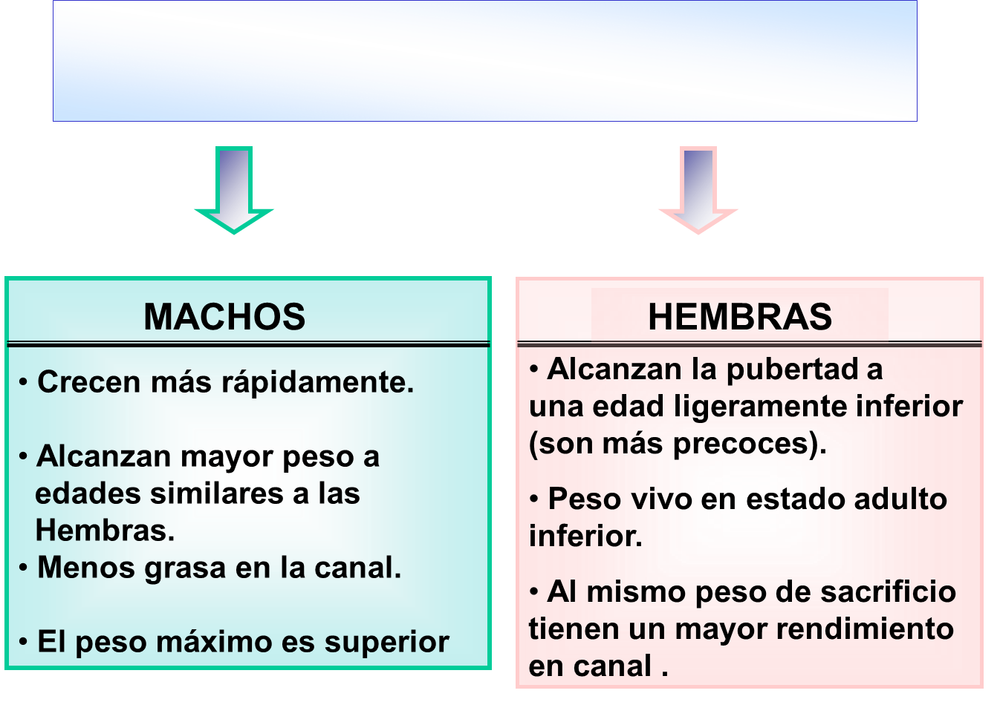 MACHOS
• Crecen más rápidamente.
• Alcanzan mayor peso a
edades similares a las
Hembras.
• Menos grasa en la canal.
• El peso máximo es superior
HEMBRAS
• Alcanzan la pubertad a
una edad ligeramente inferior
(son más precoces).
• Peso vivo en estado adulto
inferior.
• Al mismo peso de sacrificio
tienen un mayor rendimiento
en canal .